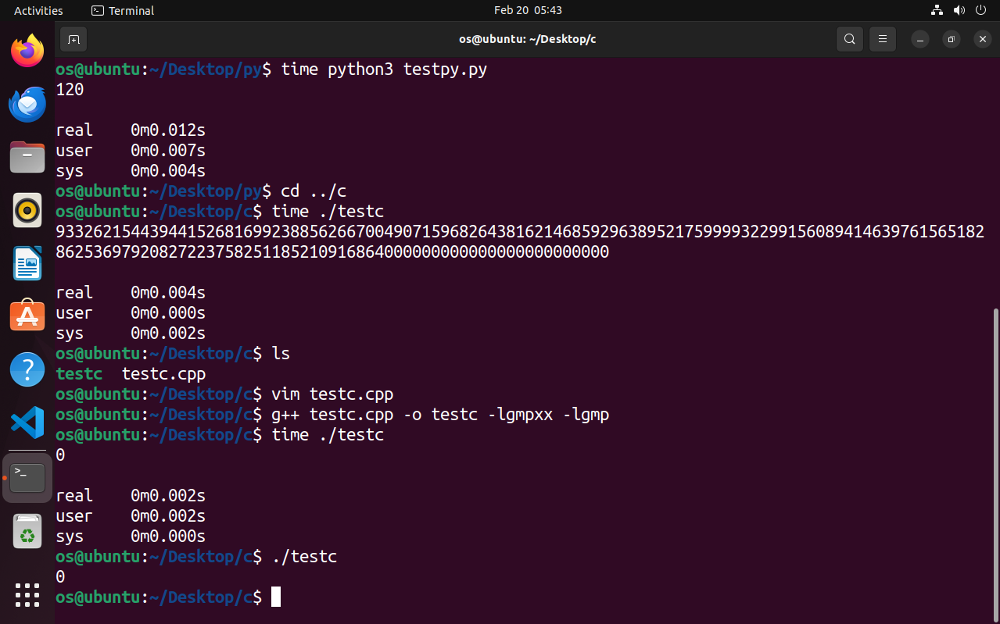 Activities Terminal Feb 20 05:43
os@ubuntu: ~/Desktop/c
os@ubuntu:~/Desktop/py$ time python3 testpy.py
120
real 0m0.012s
user 0m0.007s
sys 0m0.004s
os@ubuntu:~/Desktop/py$ cd ../c
os@ubuntu:~/Desktop/c$ time ./testc
933262154439441526816992388562667004907159682643816214685929638952175999932299156089414639761565182
86253697920827223758251185210916864000000000000000000000000
real 0m0.004s
user 0m0.000s
sys 0m0.002s
os@ubuntu:~/Desktop/c$ ls
testc testc.cpp
os@ubuntu:~/Desktop/c$ vim testc.cpp
os@ubuntu:~/Desktop/c$ g++ testc.cpp -o testc -lgmpxx -lgmp
os@ubuntu:~/Desktop/c$ time ./testc
0
real 0m0.002s
user 0m0.002s
sys 0m0.000s
os@ubuntu:~/Desktop/c$ ./testc
0
os@ubuntu:~/Desktop/c$